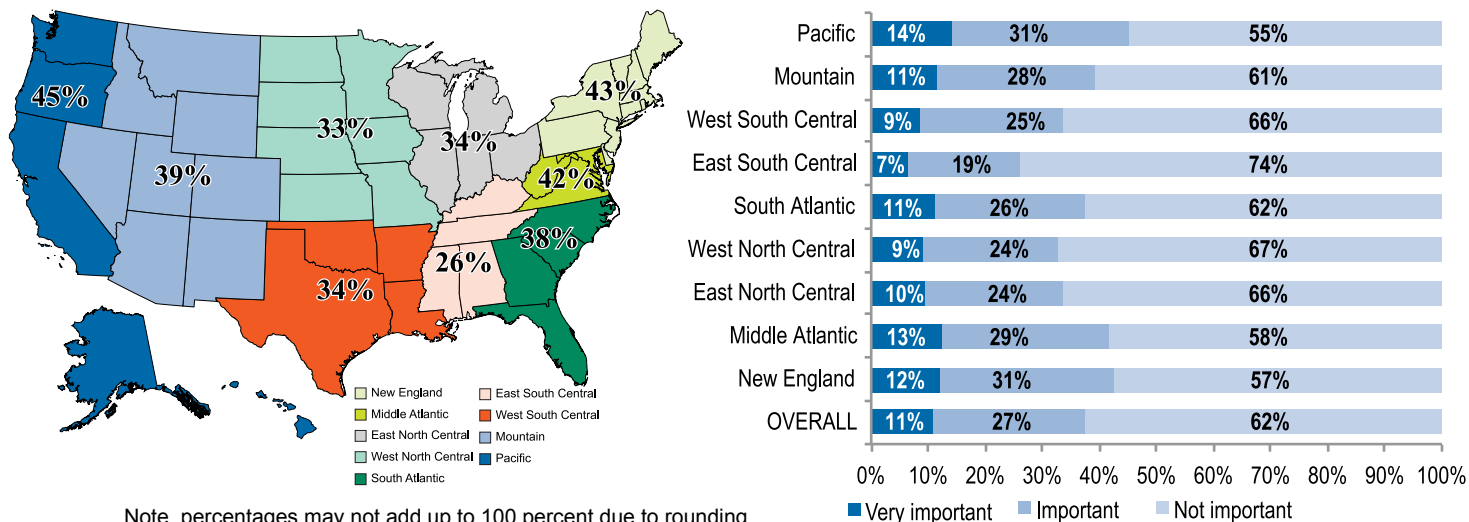 45%
39%
33%
34%
43%
42%
38%
26%
34%
New England
Middle Atlantic
East North Central
West North Central
South Atlantic
East South Central
West South Central
Mountain
Pacific
Note, percentages may not add up to 100 percent due to rounding
Pacific 14% 31% 55%
Mountain 11% 28% 61%
West South Central 9% 25% 66%
East South Central 7% 19% 74%
South Atlantic 11% 26% 62%
West North Central 9% 24% 67%
East North Central 10% 24% 66%
Middle Atlantic 13% 29% 58%
New England 12% 31% 57%
OVERALL 11% 27% 62%
0% 10% 20% 30% 40% 50% 60% 70% 80% 90% 100%
Very important Important Not important